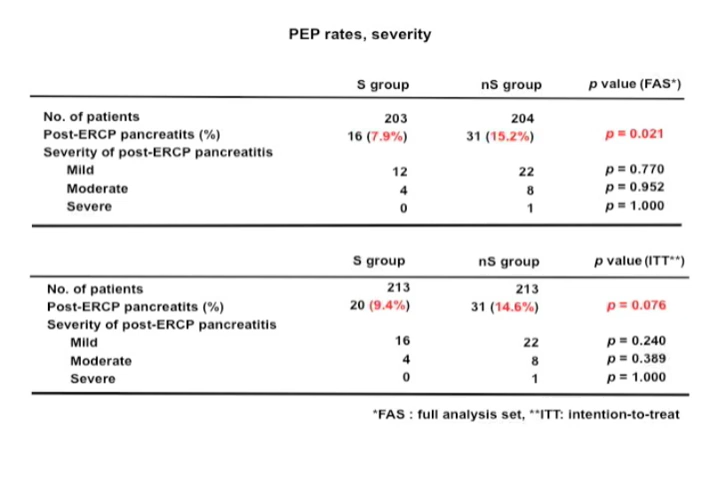 PEP rates, severity
S group nS group p value (FAS*)
No. of patients 203 204
Post-ERCP pancreatits (%) 16 (7.9%) 31 (15.2%) p = 0.021
Severity of post-ERCP pancreatitis
Mild 12 22 p = 0.770
Moderate 4 8 p = 0.952
Severe 0 1 p = 1.000
S group nS group p value (ITT**)
No. of patients 213 213
Post-ERCP pancreatits (%) 20 (9.4%) 31 (14.6%) p = 0.076
Severity of post-ERCP pancreatitis
Mild 16 22 p = 0.240
Moderate 4 8 p = 0.389
Severe 0 1 p = 1.000
*FAS : full analysis set, **ITT: intention-to-treat